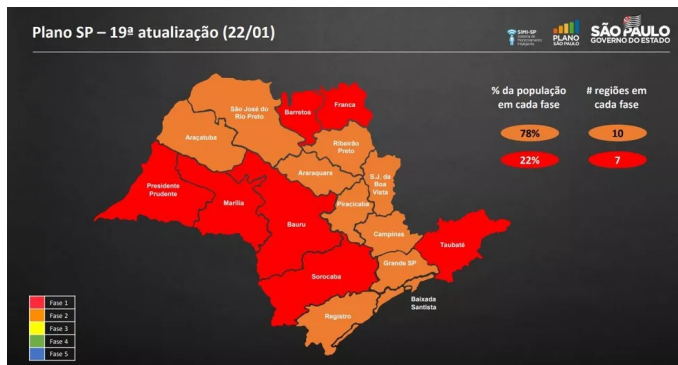 Plano SP – 19ª atualização (22/01)
SIMI-SP
PLANO
SÃO PAULO
SÃO PAULO
GOVERNO DO ESTADO
% da população
em cada fase
# regiões em
cada fase
78%
10
22%
7
São José do
Rio Preto
Barretos
Franca
Araçatuba
Ribeirão
Preto
Araraquara
S.J. da
Boa
Vista
Presidente
Prudente
Marília
Bauru
Piracicaba
Campinas
Taubaté
Grande SP
Sorocaba
Baixada
Santista
Registro
Fase 1
Fase 2
Fase 3
Fase 4
Fase 5